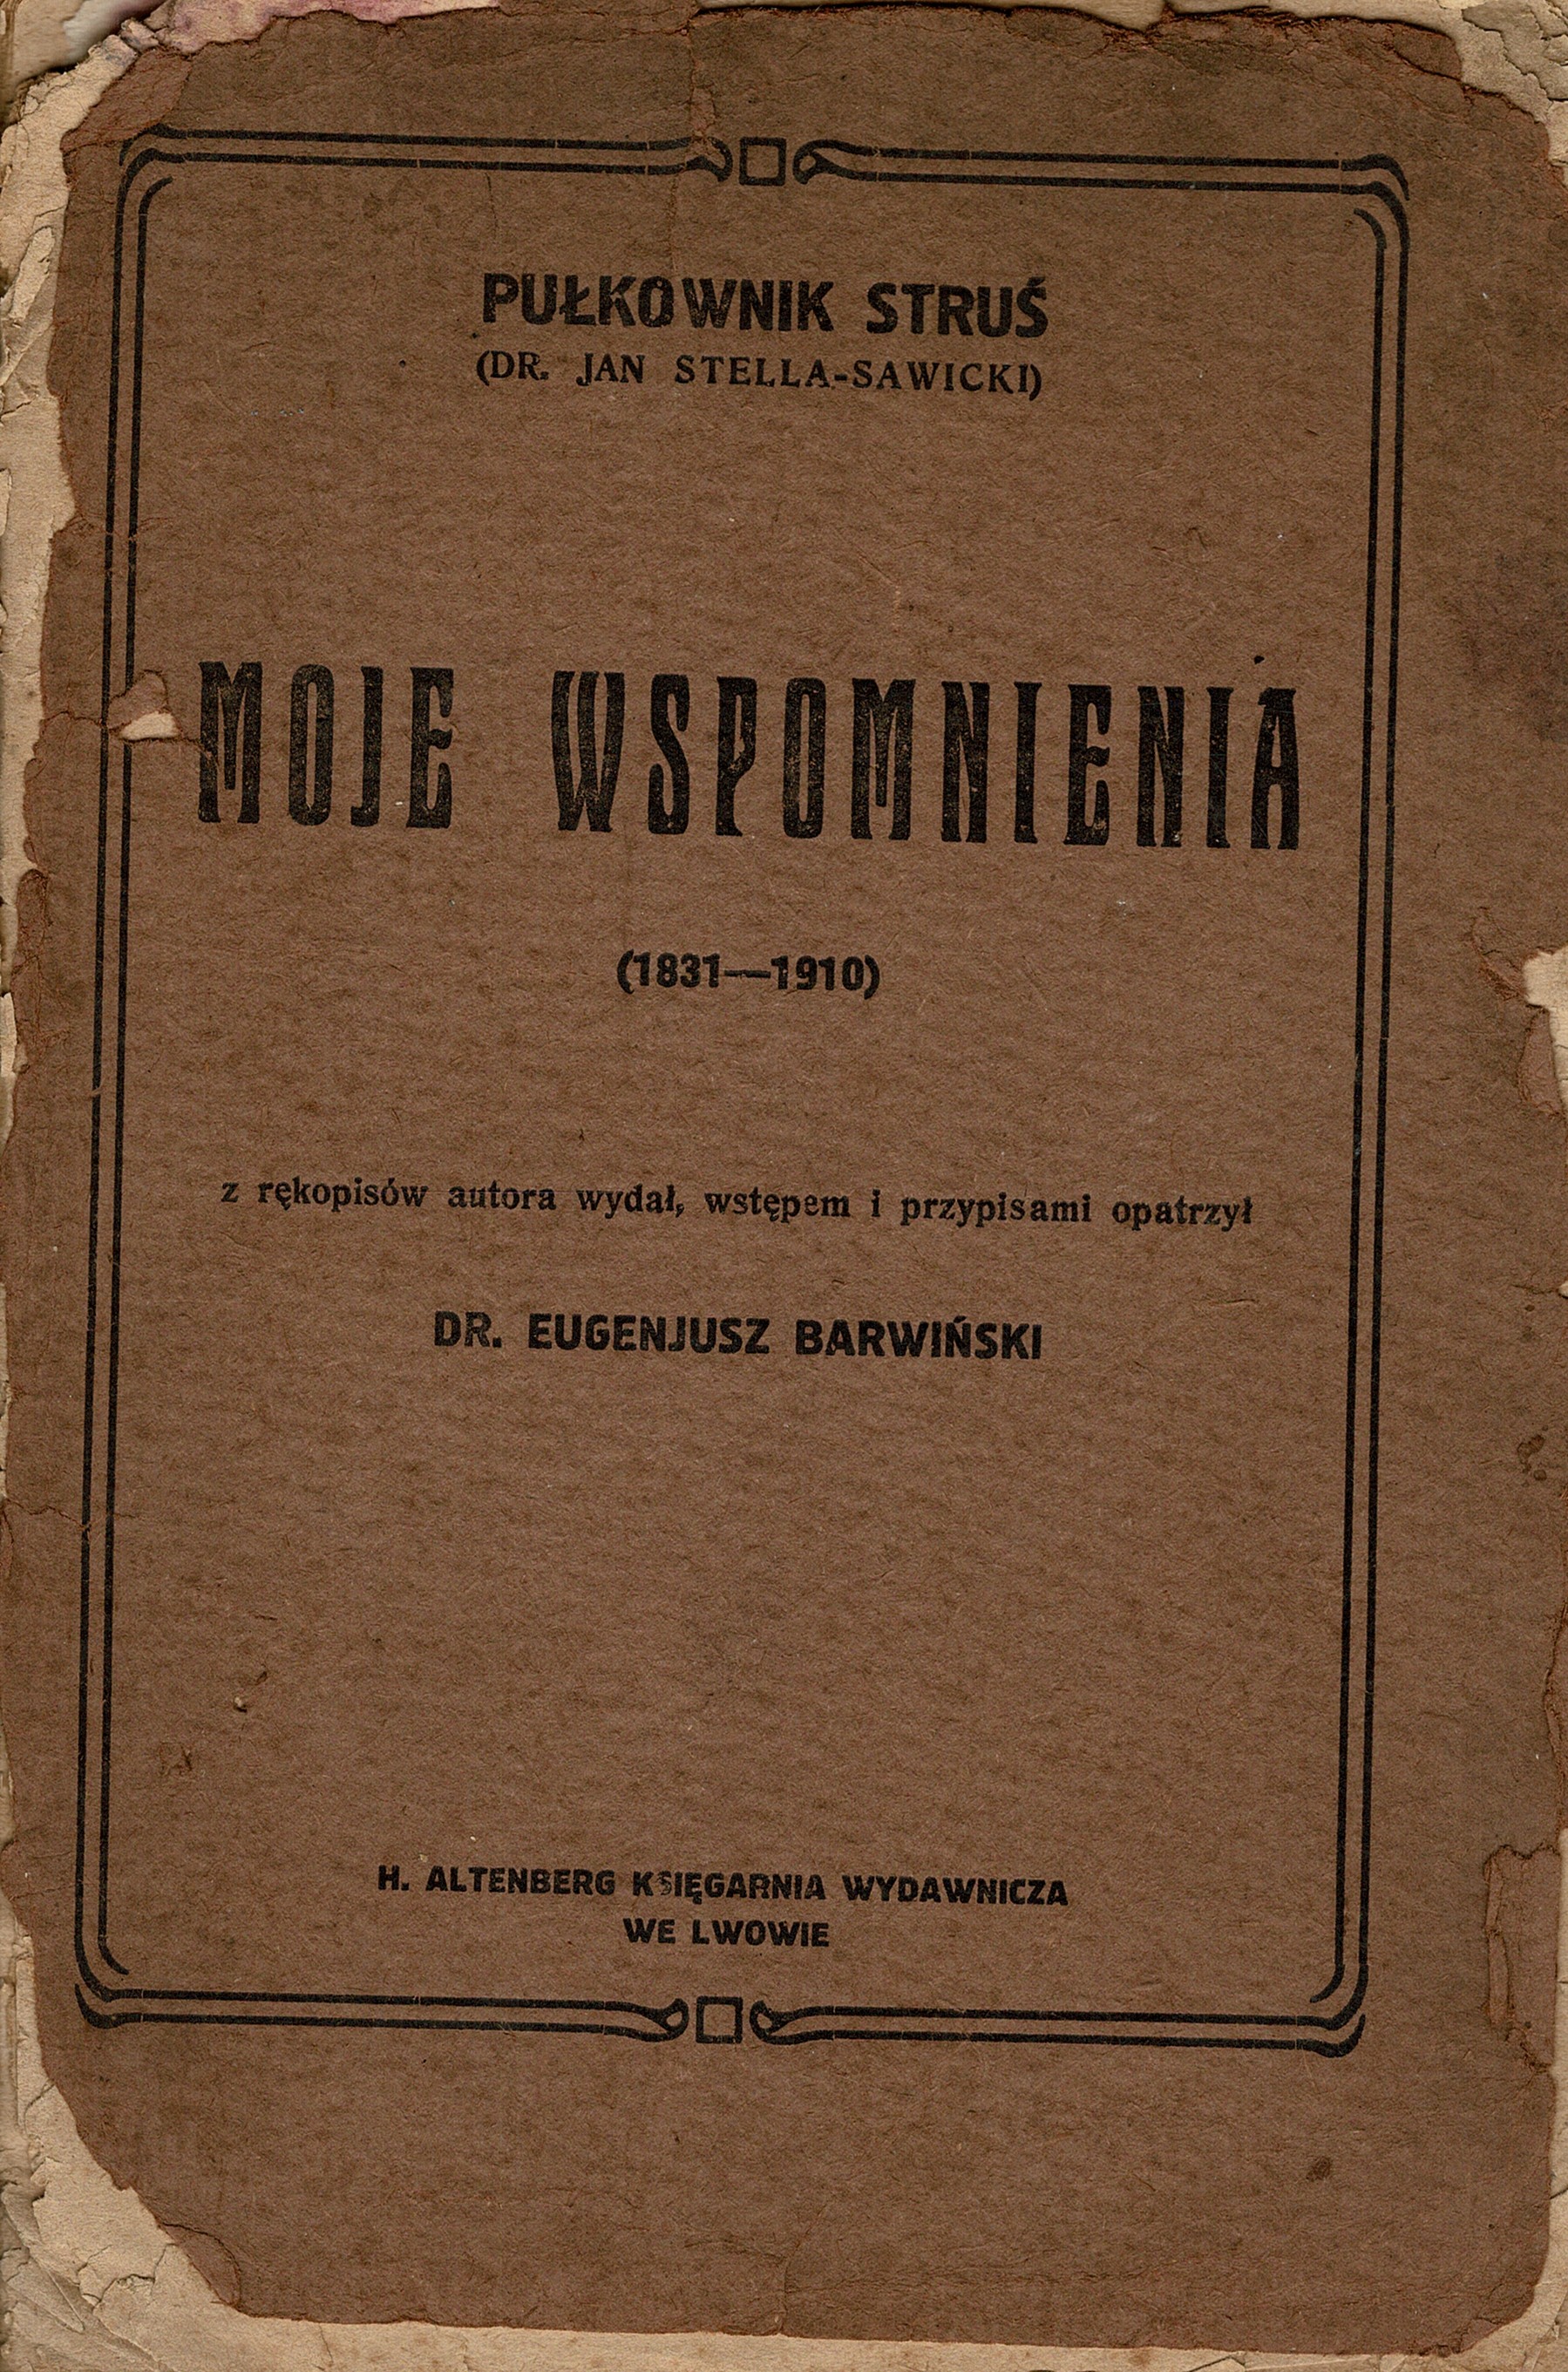 PUŁKOWNIK STRUŚ
(DR. JAN STELLA-SAWICKI)
MOJE WSPOMNIENIA
(1831—1910)
z rękopisów autora wydał, wstępem i przypisami opatrzył
DR. EUGENJUSZ BARWIŃSKI
H. ALTENBERG KSIĘGARNIA WYDAWNICZA
WE LWOWIE